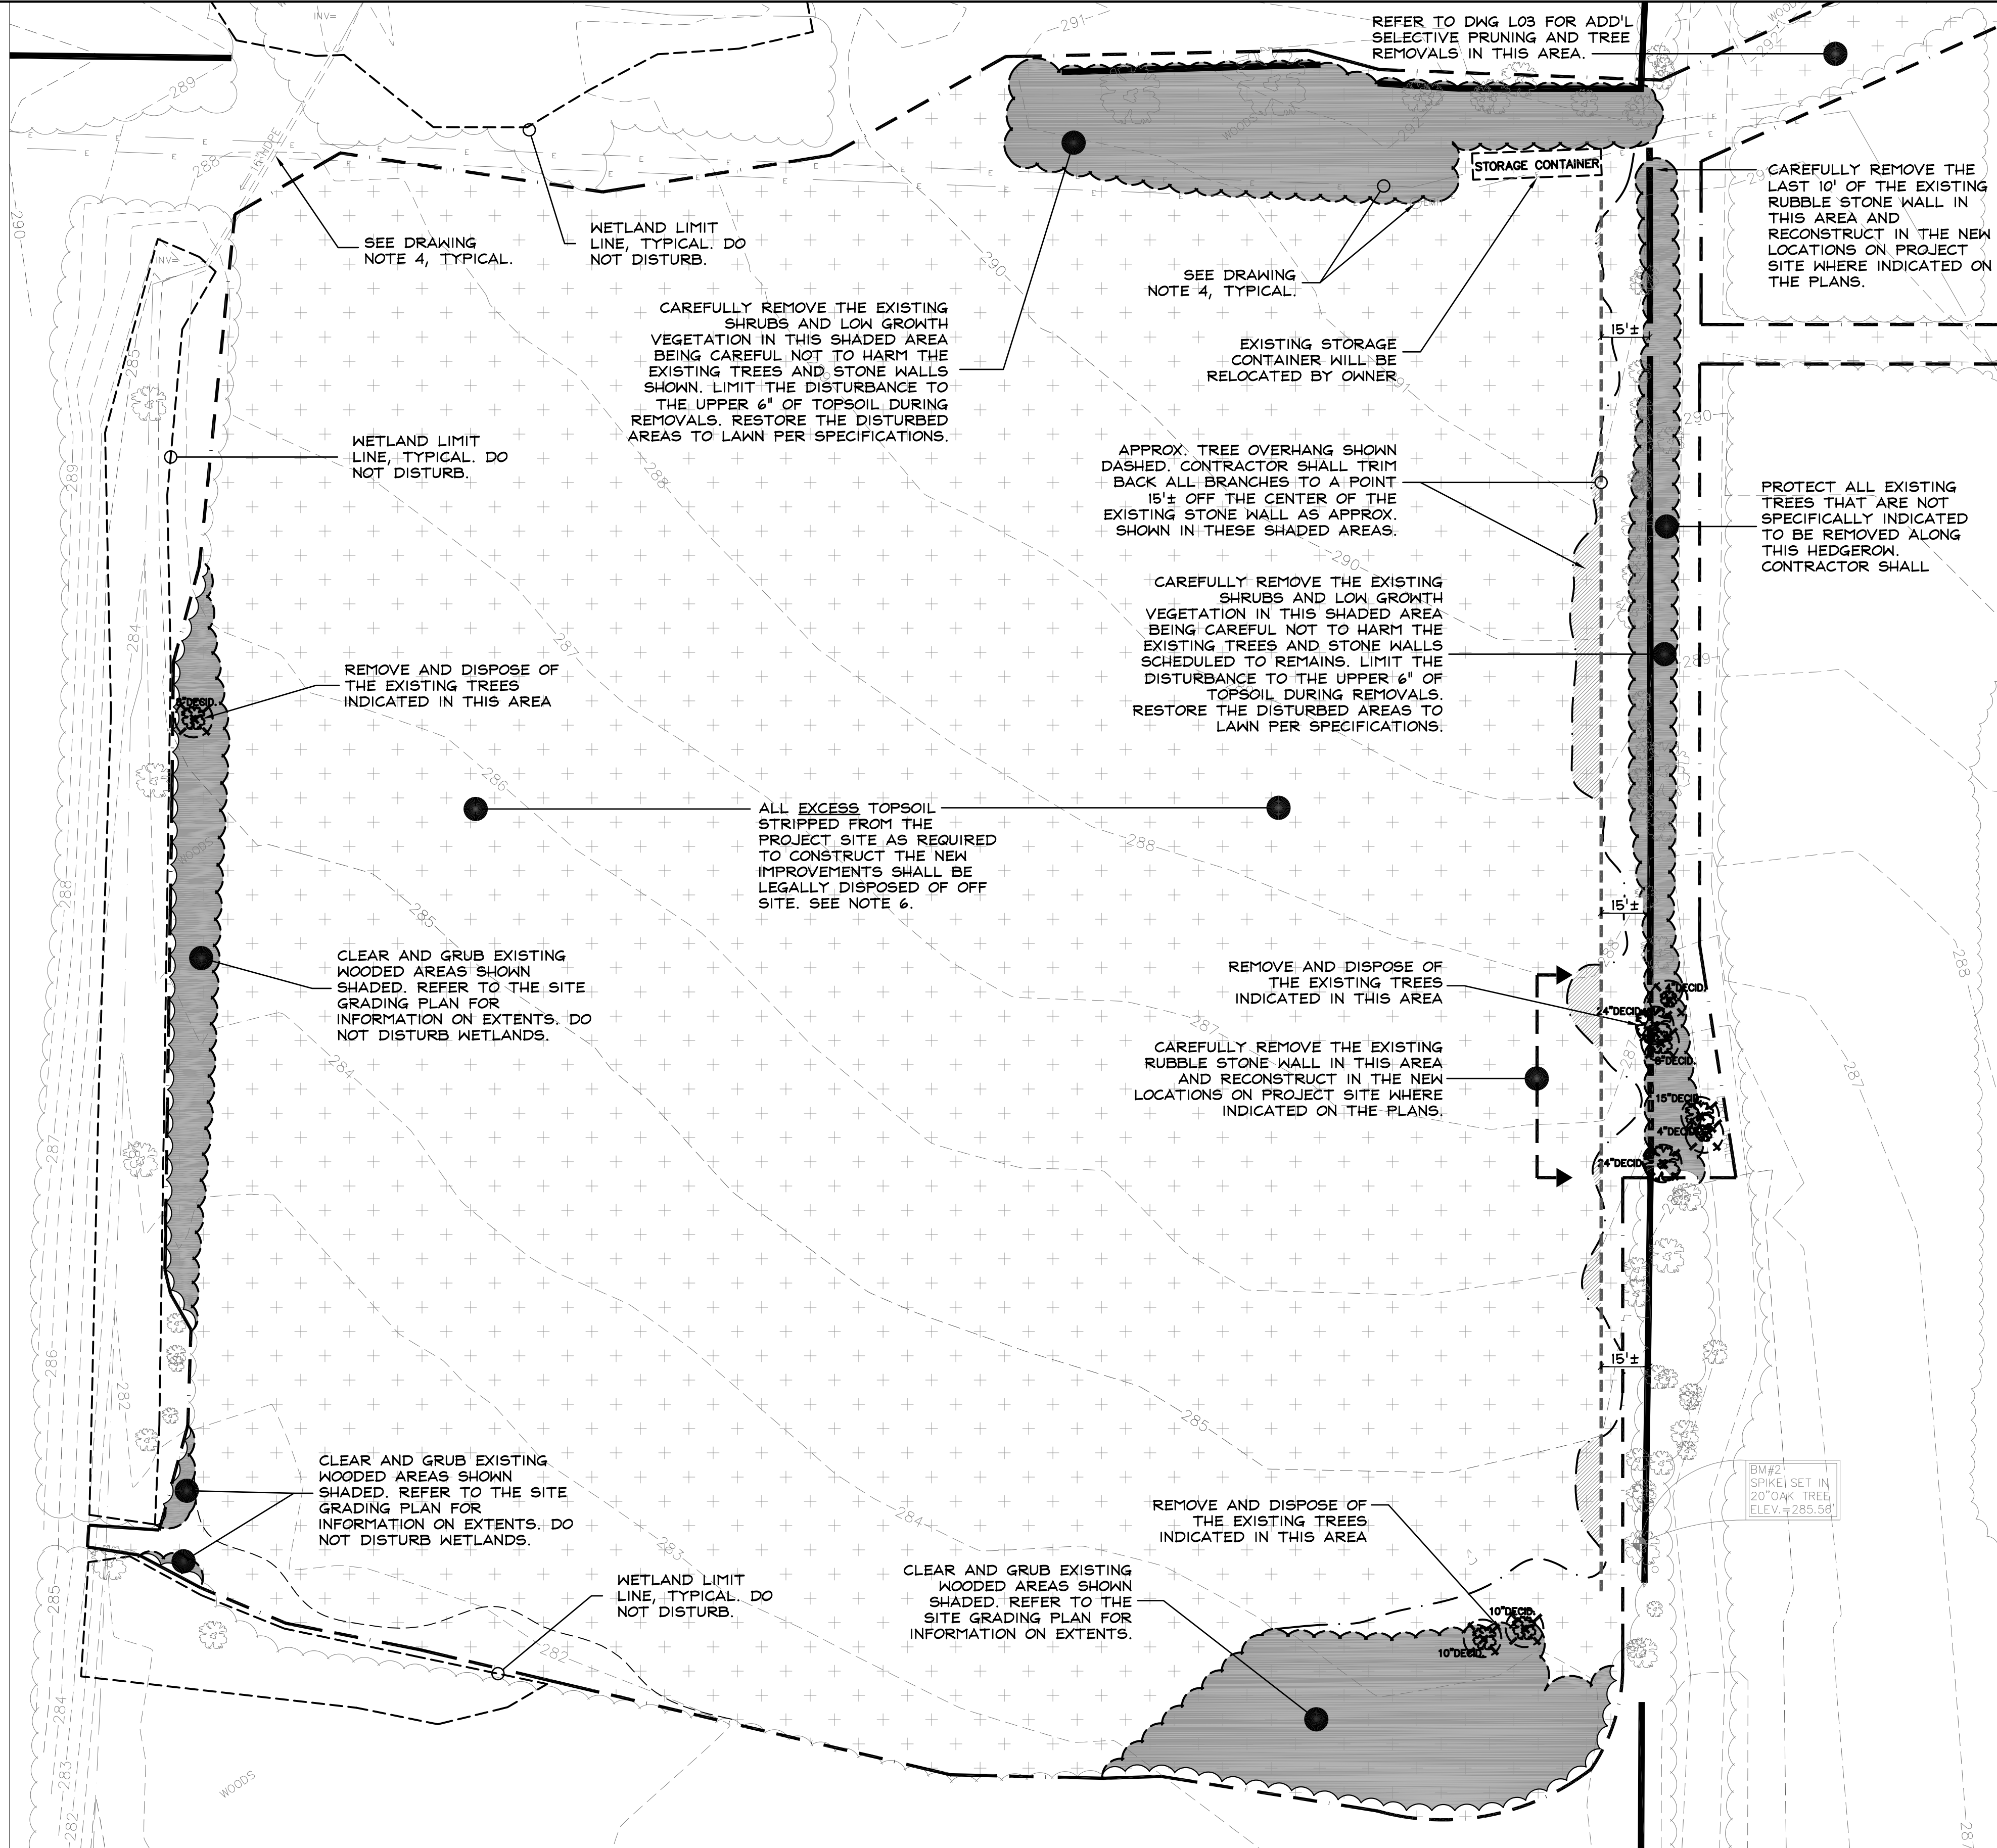 REFER TO DWG L03 FOR ADD'L
SELECTIVE PRUNING AND TREE
REMOVALS IN THIS AREA.
STORAGE CONTAINER
CAREFULLY REMOVE THE
LAST 10' OF THE EXISTING
RUBBLE STONE WALL IN
THIS AREA AND
RECONSTRUCT IN THE NEW
LOCATIONS ON PROJECT
SITE WHERE INDICATED ON
THE PLANS.
SEE DRAWING
NOTE 4, TYPICAL.
WETLAND LIMIT
LINE, TYPICAL. DO
NOT DISTURB.
SEE DRAWING
NOTE 4, TYPICAL.
CAREFULLY REMOVE THE EXISTING
SHRUBS AND LOW GROWTH
VEGETATION IN THIS SHADED AREA
BEING CAREFUL NOT TO HARM THE
EXISTING TREES AND STONE WALLS
SHOWN. LIMIT THE DISTURBANCE TO
THE UPPER 6" OF TOPSOIL DURING
REMOVALS. RESTORE THE DISTURBED
AREAS TO LAWN PER SPECIFICATIONS.
EXISTING STORAGE
CONTAINER WILL BE
RELOCATED BY OWNER
15'±
WETLAND LIMIT
LINE, TYPICAL. DO
NOT DISTURB.
APPROX. TREE OVERHANG SHOWN
DASHED. CONTRACTOR SHALL TRIM
BACK ALL BRANCHES TO A POINT
15'± OFF THE CENTER OF THE
EXISTING STONE WALL AS APPROX.
SHOWN IN THESE SHADED AREAS.
PROTECT ALL EXISTING
TREES THAT ARE NOT
SPECIFICALLY INDICATED
TO BE REMOVED ALONG
THIS HEDGEROW.
CONTRACTOR SHALL
CAREFULLY REMOVE THE EXISTING
SHRUBS AND LOW GROWTH
VEGETATION IN THIS SHADED AREA
BEING CAREFUL NOT TO HARM THE
EXISTING TREES AND STONE WALLS
SCHEDULED TO REMAINS. LIMIT THE
DISTURBANCE TO THE UPPER 6" OF
TOPSOIL DURING REMOVALS.
RESTORE THE DISTURBED AREAS TO
LAWN PER SPECIFICATIONS.
REMOVE AND DISPOSE OF
THE EXISTING TREES
INDICATED IN THIS AREA
ALL EXCESS TOPSOIL
STRIPPED FROM THE
PROJECT SITE AS REQUIRED
TO CONSTRUCT THE NEW
IMPROVEMENTS SHALL BE
LEGALLY DISPOSED OF OFF
SITE. SEE NOTE 6.
15'±
CLEAR AND GRUB EXISTING
WOODED AREAS SHOWN
SHADED. REFER TO THE SITE
GRADING PLAN FOR
INFORMATION ON EXTENTS. DO
NOT DISTURB WETLANDS.
REMOVE AND DISPOSE OF
THE EXISTING TREES
INDICATED IN THIS AREA
4"DECID.
24"DECID.
CAREFULLY REMOVE THE EXISTING
RUBBLE STONE WALL IN THIS AREA
AND RECONSTRUCT IN THE NEW
LOCATIONS ON PROJECT SITE WHERE
INDICATED ON THE PLANS.
15"DECID.
4"DECID.
24"DECID.
15'±
CLEAR AND GRUB EXISTING
WOODED AREAS SHOWN
SHADED. REFER TO THE SITE
GRADING PLAN FOR
INFORMATION ON EXTENTS. DO
NOT DISTURB WETLANDS.
BM#2
SPIKE SET IN
20"OAK TREE
ELEV.=285.56'
REMOVE AND DISPOSE OF
THE EXISTING TREES
INDICATED IN THIS AREA
CLEAR AND GRUB EXISTING
WOODED AREAS SHOWN
SHADED. REFER TO THE
SITE GRADING PLAN FOR
INFORMATION ON EXTENTS.
WETLAND LIMIT
LINE, TYPICAL. DO
NOT DISTURB.
10"DECID.
10"DECID.
WOODS
291
292
289
288
290
290
289
288
287
286
285
284
288
287
285
284
283
282